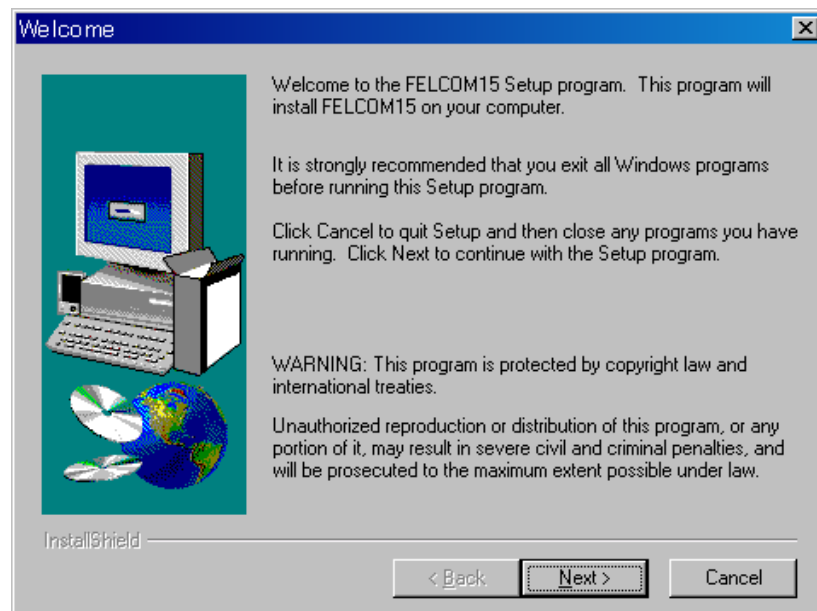 Welcome
Welcome to the FELCOM15 Setup program. This program will
install FELCOM15 on your computer.
It is strongly recommended that you exit all Windows programs
before running this Setup program.
Click Cancel to quit Setup and then close any programs you have
running. Click Next to continue with the Setup program.
WARNING: This program is protected by copyright law and
international treaties.
Unauthorized reproduction or distribution of this program, or any
portion of it, may result in severe civil and criminal penalties, and
will be prosecuted to the maximum extent possible under law.
InstallShield
< Back
Next >
Cancel